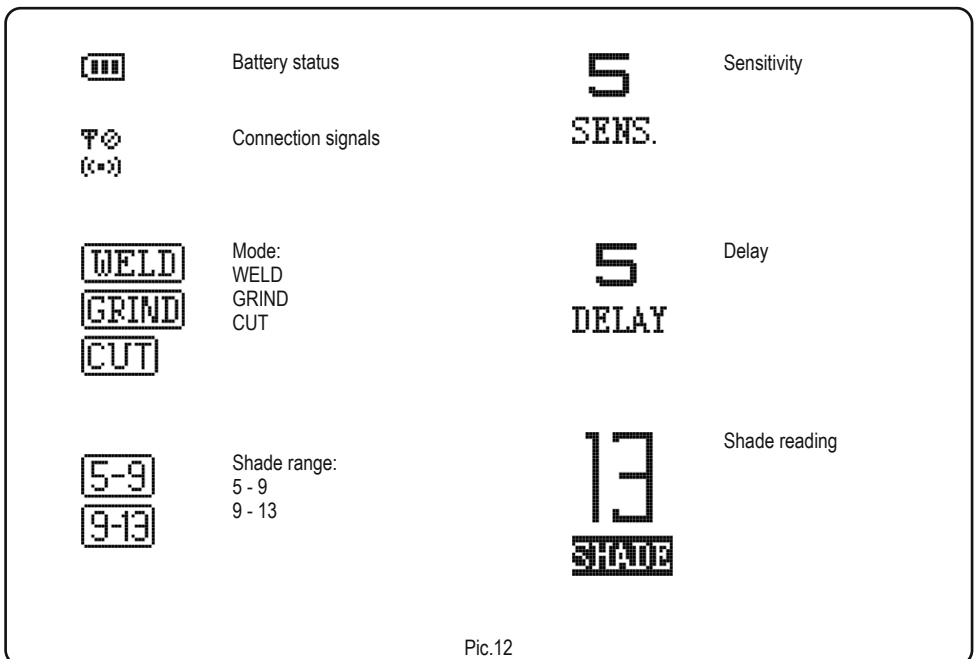 Battery status
Connection signals
WELD
GRIND
CUT
Mode:
WELD
GRIND
CUT
5-9
9-13
Shade range:
5 - 9
9 - 13
5
SENS.
Sensitivity
5
DELAY
Delay
13
SHADE
Shade reading
Pic.12